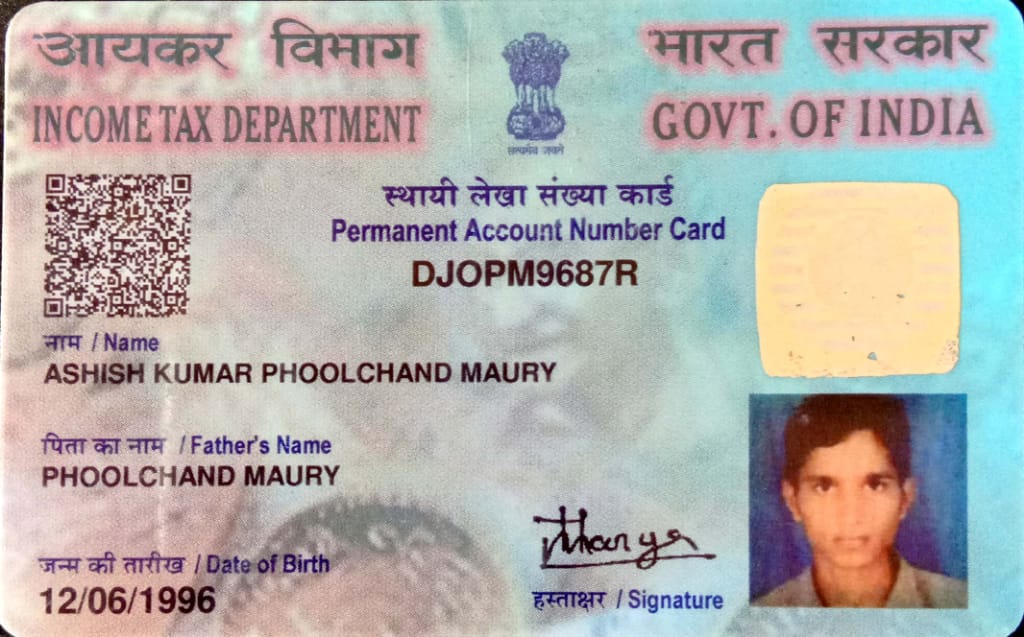 आयकर विभाग
INCOME TAX DEPARTMENT
सत्यमेव जयते
भारत सरकार
GOVT. OF INDIA
स्थायी लेखा संख्या कार्ड
Permanent Account Number Card
DJOPM9687R
नाम / Name
ASHISH KUMAR PHOOLCHAND MAURY
पिता का नाम / Father's Name
PHOOLCHAND MAURY
जन्म की तारीख / Date of Birth
12/06/1996
हस्ताक्षर / Signature